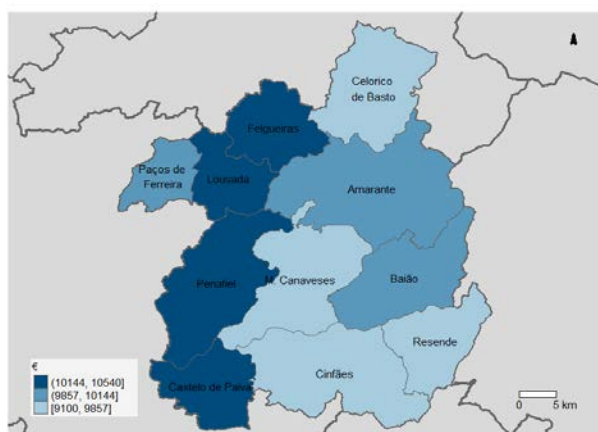 Celorico
de Basto
Felgueiras
Paços de
Ferreira
Lousada
Amarante
Penafiel
M. Canaveses
Baião
Resende
Cinfães
Castelo de Paiva
€
(10144, 10540]
(9857, 10144]
[9100, 9857]
0
5 km